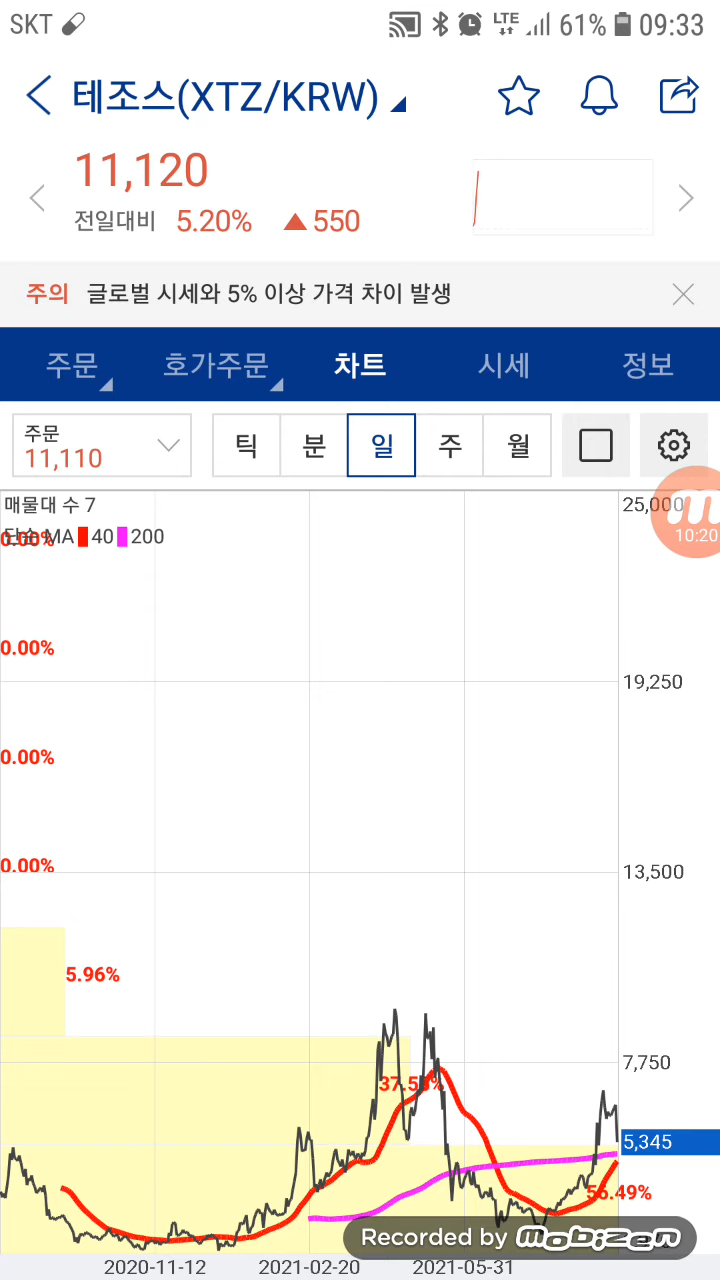 SKT LTE 61% 09:33
테조스(XTZ/KRW)
11,120
전일대비 5.20% ▲ 550
주의 글로벌 시세와 5% 이상 가격 차이 발생
주문 호가주문 차트 시세 정보
주문
11,110
틱 분 일 주 월
매물대 수 7
25,000
단순 MA 40 200
0.00%
10:20
0.00%
19,250
0.00%
0.00%
13,500
5.96%
7,750
5,345
56.49%
Recorded by mobizen
2020-11-12 2021-02-20 2021-05-31